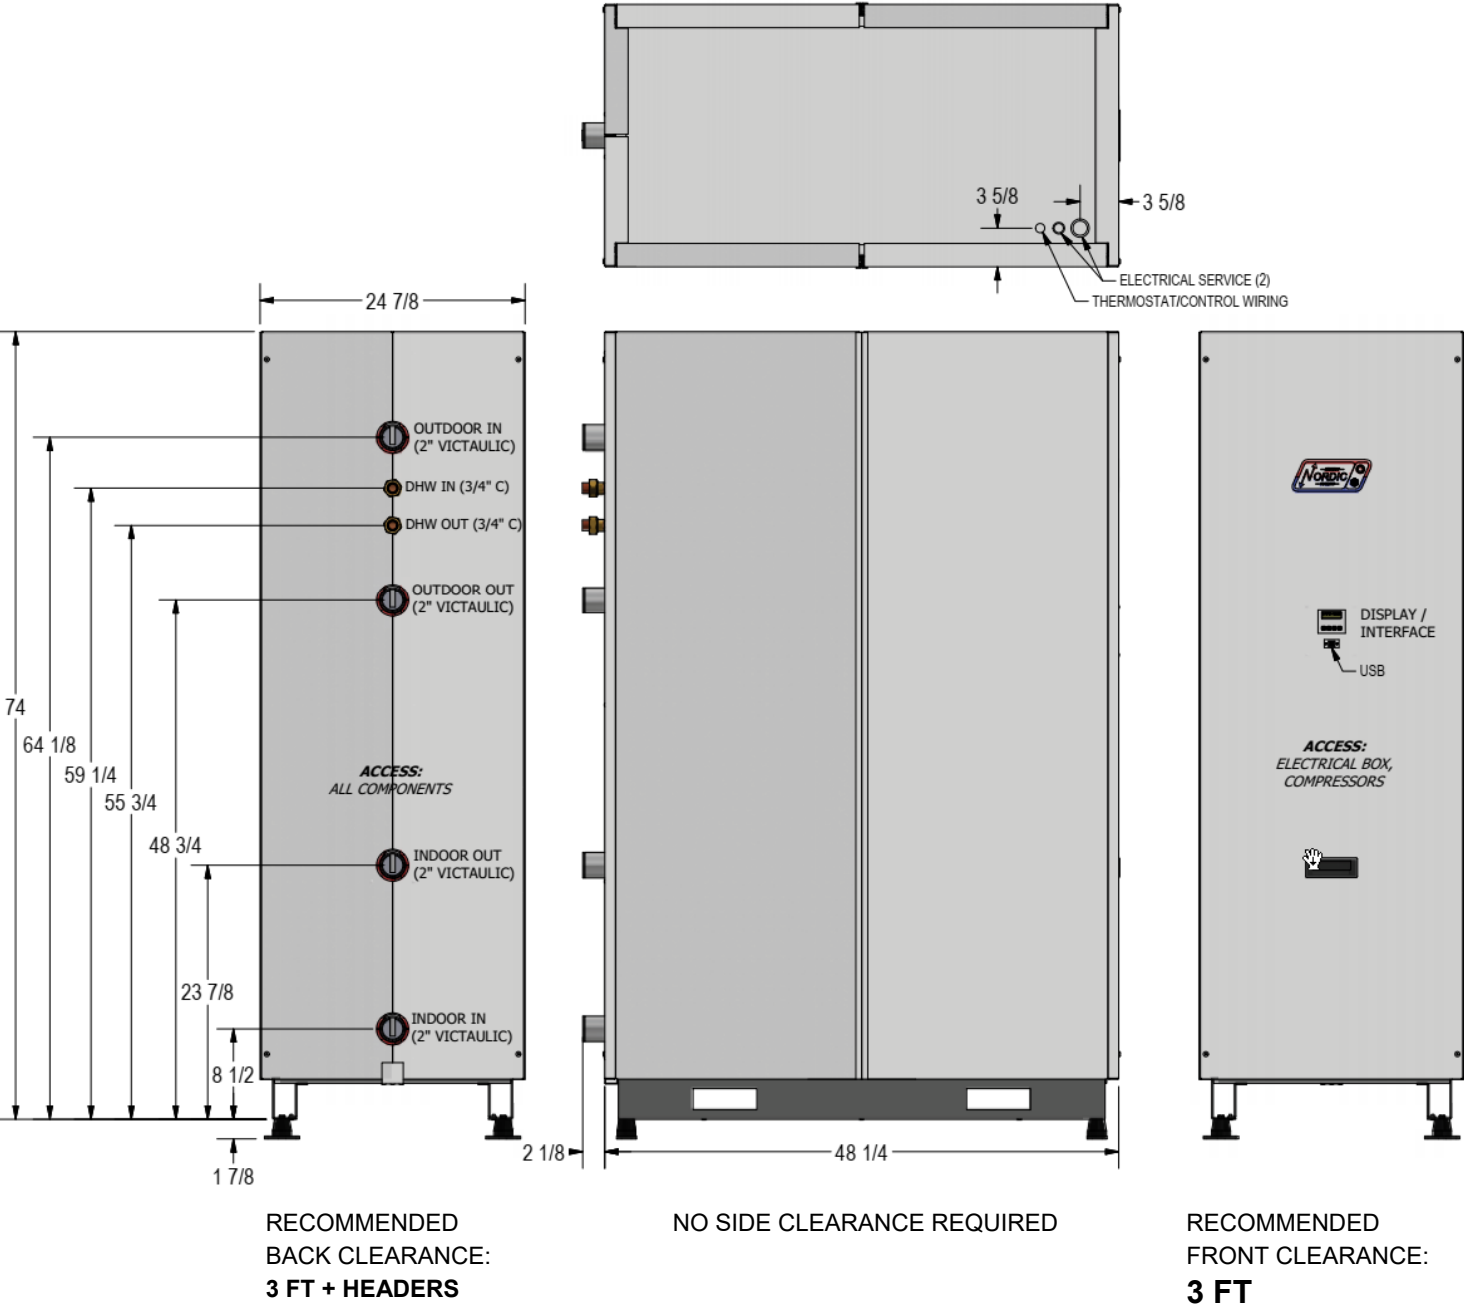 3 5/8
3 5/8
ELECTRICAL SERVICE (2)
THERMOSTAT/CONTROL WIRING
24 7/8
OUTDOOR IN
(2" VICTAULIC)
DHW IN (3/4" C)
DHW OUT (3/4" C)
OUTDOOR OUT
(2" VICTAULIC)
NORDIC
DISPLAY /
INTERFACE
USB
74
64 1/8
59 1/4
55 3/4
48 3/4
ACCESS:
ALL COMPONENTS
ACCESS:
ELECTRICAL BOX,
COMPRESSORS
INDOOR OUT
(2" VICTAULIC)
23 7/8
INDOOR IN
(2" VICTAULIC)
8 1/2
1 7/8
2 1/8
48 1/4
RECOMMENDED
BACK CLEARANCE:
3 FT + HEADERS
NO SIDE CLEARANCE REQUIRED
RECOMMENDED
FRONT CLEARANCE:
3 FT